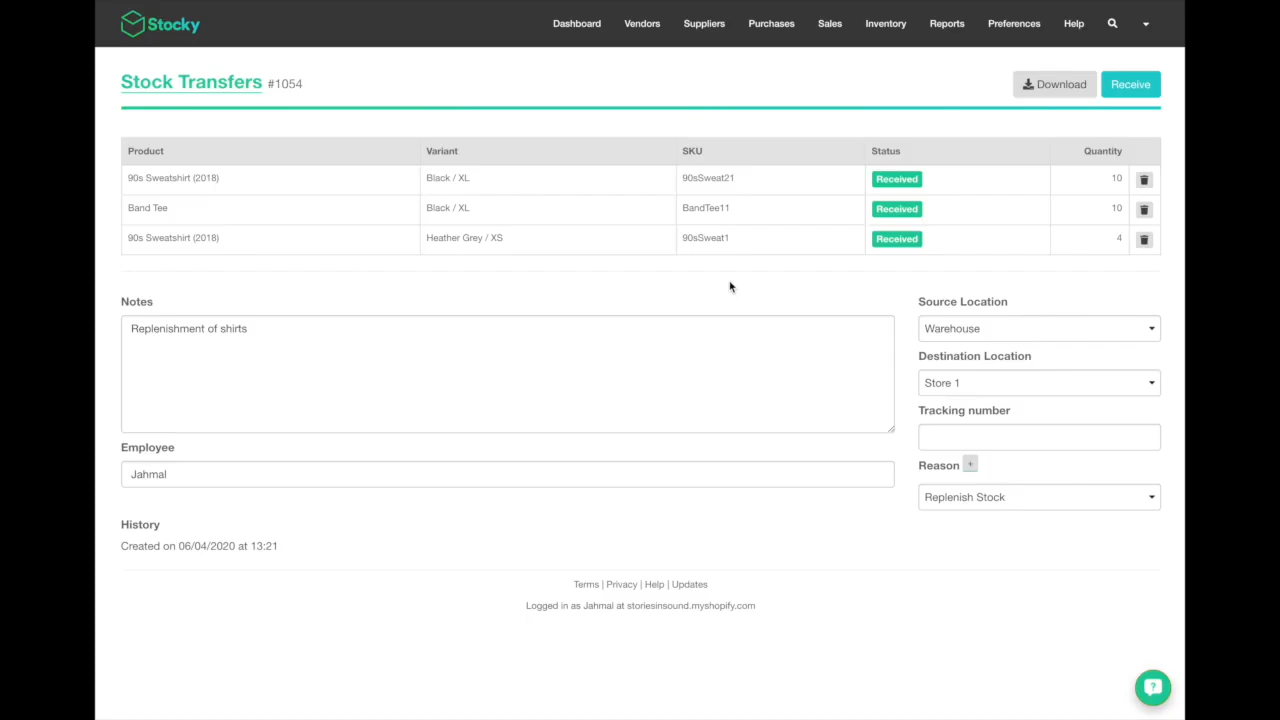 Stocky Dashboard Vendors Suppliers Purchases Sales Inventory Reports Preferences Help
Stock Transfers #1054 Download Receive
Product Variant SKU Status Quantity
90s Sweatshirt (2018) Black / XL 90sSweat21 Received 10
Band Tee Black / XL BandTee11 Received 10
90s Sweatshirt (2018) Heather Grey / XS 90sSweat1 Received 4
Notes
Replenishment of shirts
Employee
Jahmal
Source Location
Warehouse
Destination Location
Store 1
Tracking number
Reason +
Replenish Stock
History
Created on 06/04/2020 at 13:21
Terms | Privacy | Help | Updates
Logged in as Jahmal at storiesinsound.myshopify.com
?